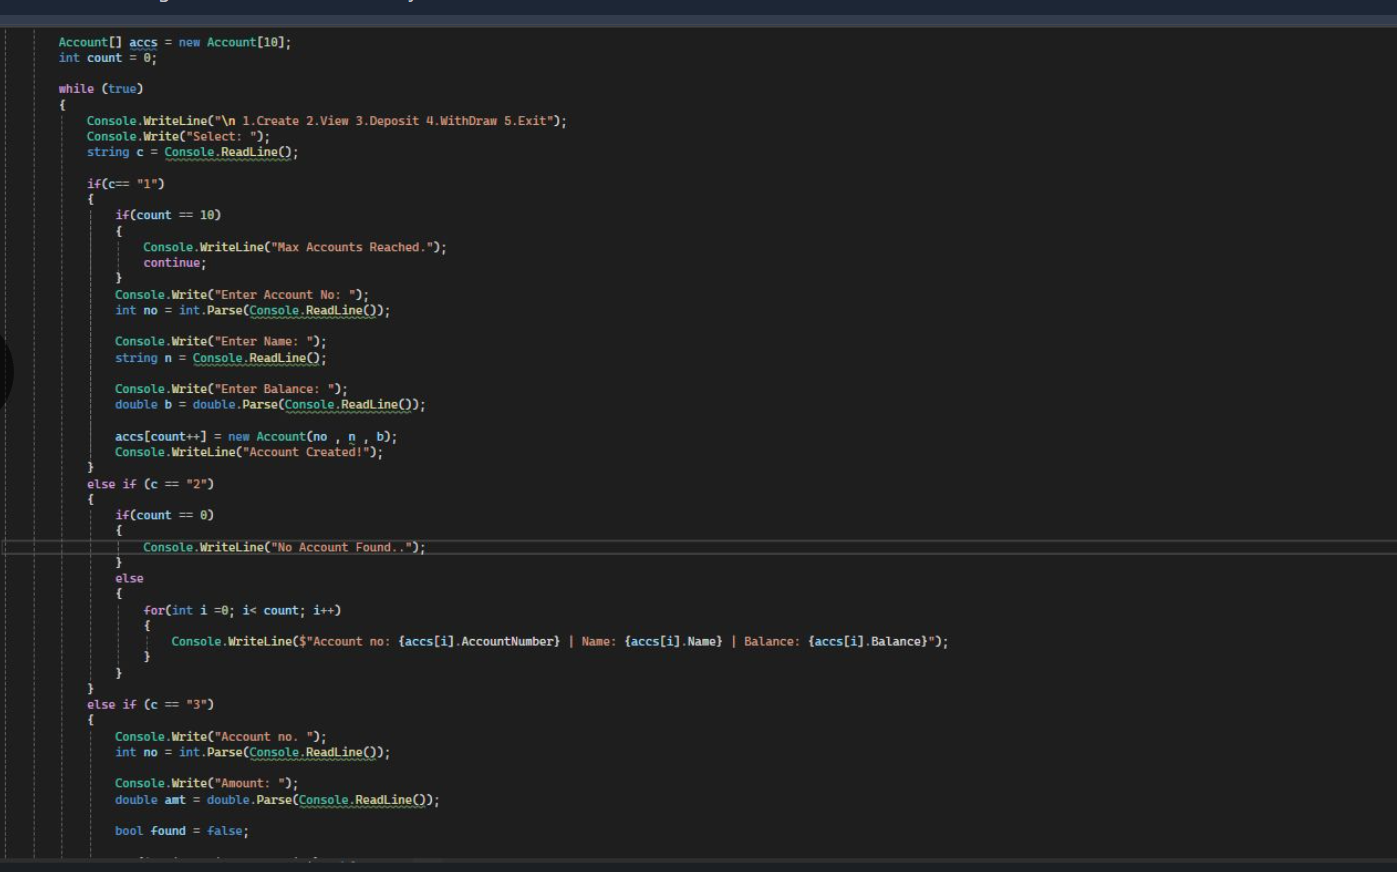 Account[] accs = new Account[10];
int count = 0;
while (true)
{
Console.WriteLine("\n 1.Create 2.View 3.Deposit 4.WithDraw 5.Exit");
Console.Write("Select: ");
string c = Console.ReadLine();
if(c== "1")
{
if(count == 10)
{
Console.WriteLine("Max Accounts Reached.");
continue;
}
Console.Write("Enter Account No: ");
int no = int.Parse(Console.ReadLine());
Console.Write("Enter Name: ");
string n = Console.ReadLine();
Console.Write("Enter Balance: ");
double b = double.Parse(Console.ReadLine());
accs[count++] = new Account(no , n , b);
Console.WriteLine("Account Created!");
}
else if (c == "2")
{
if(count == 0)
{
Console.WriteLine("No Account Found..");
}
else
{
for(int i =0; i< count; i++)
{
Console.WriteLine($"Account no: {accs[i].AccountNumber} | Name: {accs[i].Name} | Balance: {accs[i].Balance}");
}
}
}
else if (c == "3")
{
Console.Write("Account no. ");
int no = int.Parse(Console.ReadLine());
Console.Write("Amount: ");
double amt = double.Parse(Console.ReadLine());
bool found = false;